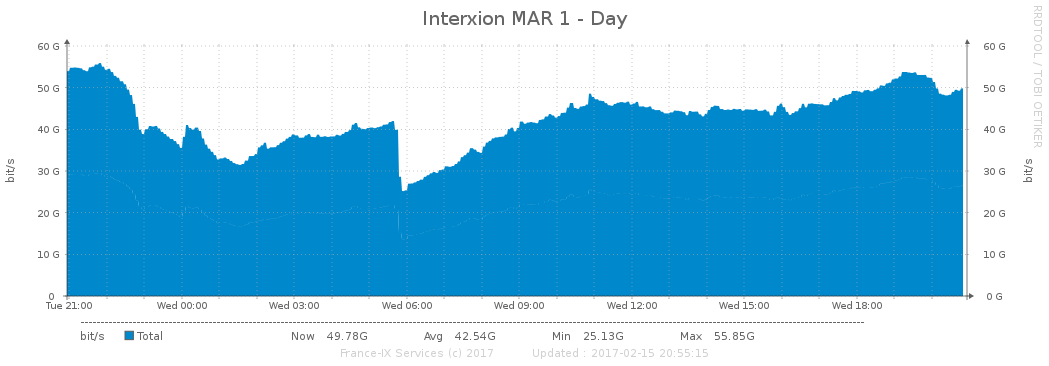 Interxion MAR 1 - Day
RRDTOOL / TOBI OETIKER
60 G 60 G
50 G 50 G
40 G 40 G
30 G 30 G
20 G 20 G
10 G 10 G
0 0 G
bit/s bit/s
Tue 21:00 Wed 00:00 Wed 03:00 Wed 06:00 Wed 09:00 Wed 12:00 Wed 15:00 Wed 18:00
bit/s Total Now 49.78G Avg 42.54G Min 25.13G Max 55.85G
France-IX Services (c) 2017 Updated : 2017-02-15 20:55:15